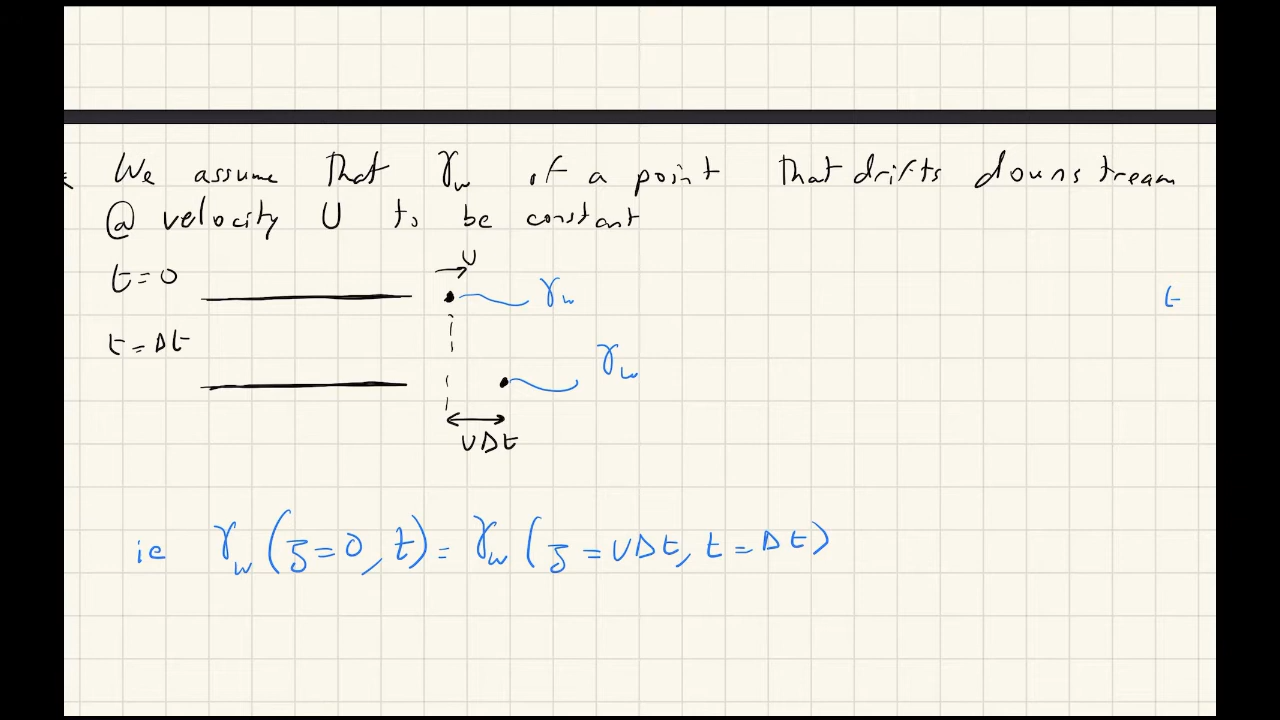 We assume that γw of a point that drifts downstream
@ velocity U to be constant
t=0
U
γw
t
t=Δt
γw
UΔt
ie γw(ξ=0, t) = γw(ξ=UΔt, t=Δt)